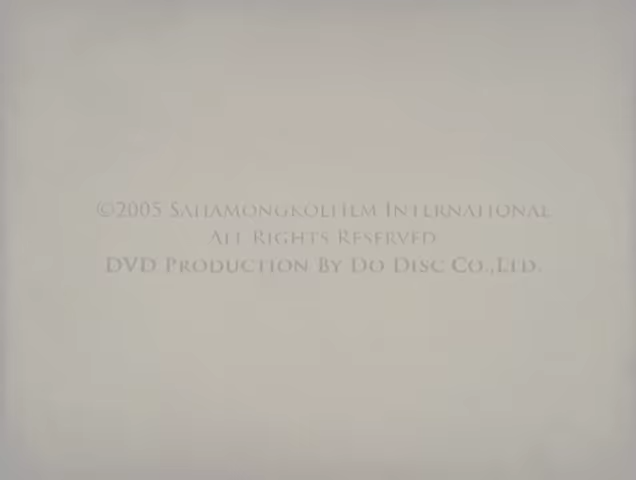 ©2005 SAHAMONGKOLFILM INTERNATIONAL
ALL RIGHTS RESERVED
DVD PRODUCTION BY DO DISC CO.,LTD.